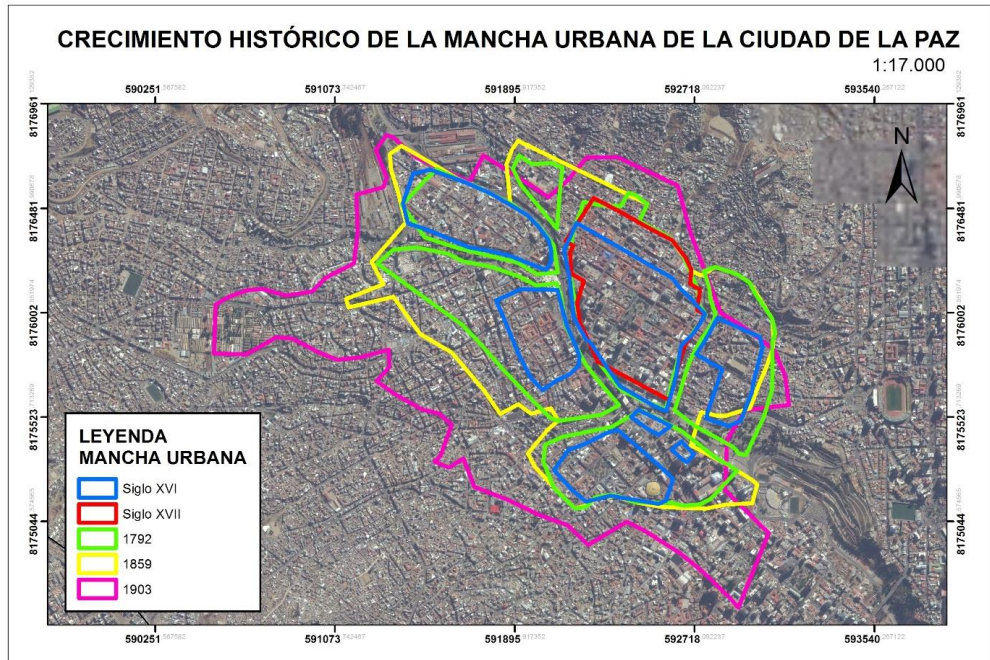 CRECIMIENTO HISTÓRICO DE LA MANCHA URBANA DE LA CIUDAD DE LA PAZ
1:17.000
590251 591073 591895 592718 593540
8176961 8176961
N
8176481 8176481
8176002 8176002
8175523 8175523
8175044 8175044
LEYENDA
MANCHA URBANA
Siglo XVI
Siglo XVII
1792
1859
1903
590251 591073 591895 592718 593540